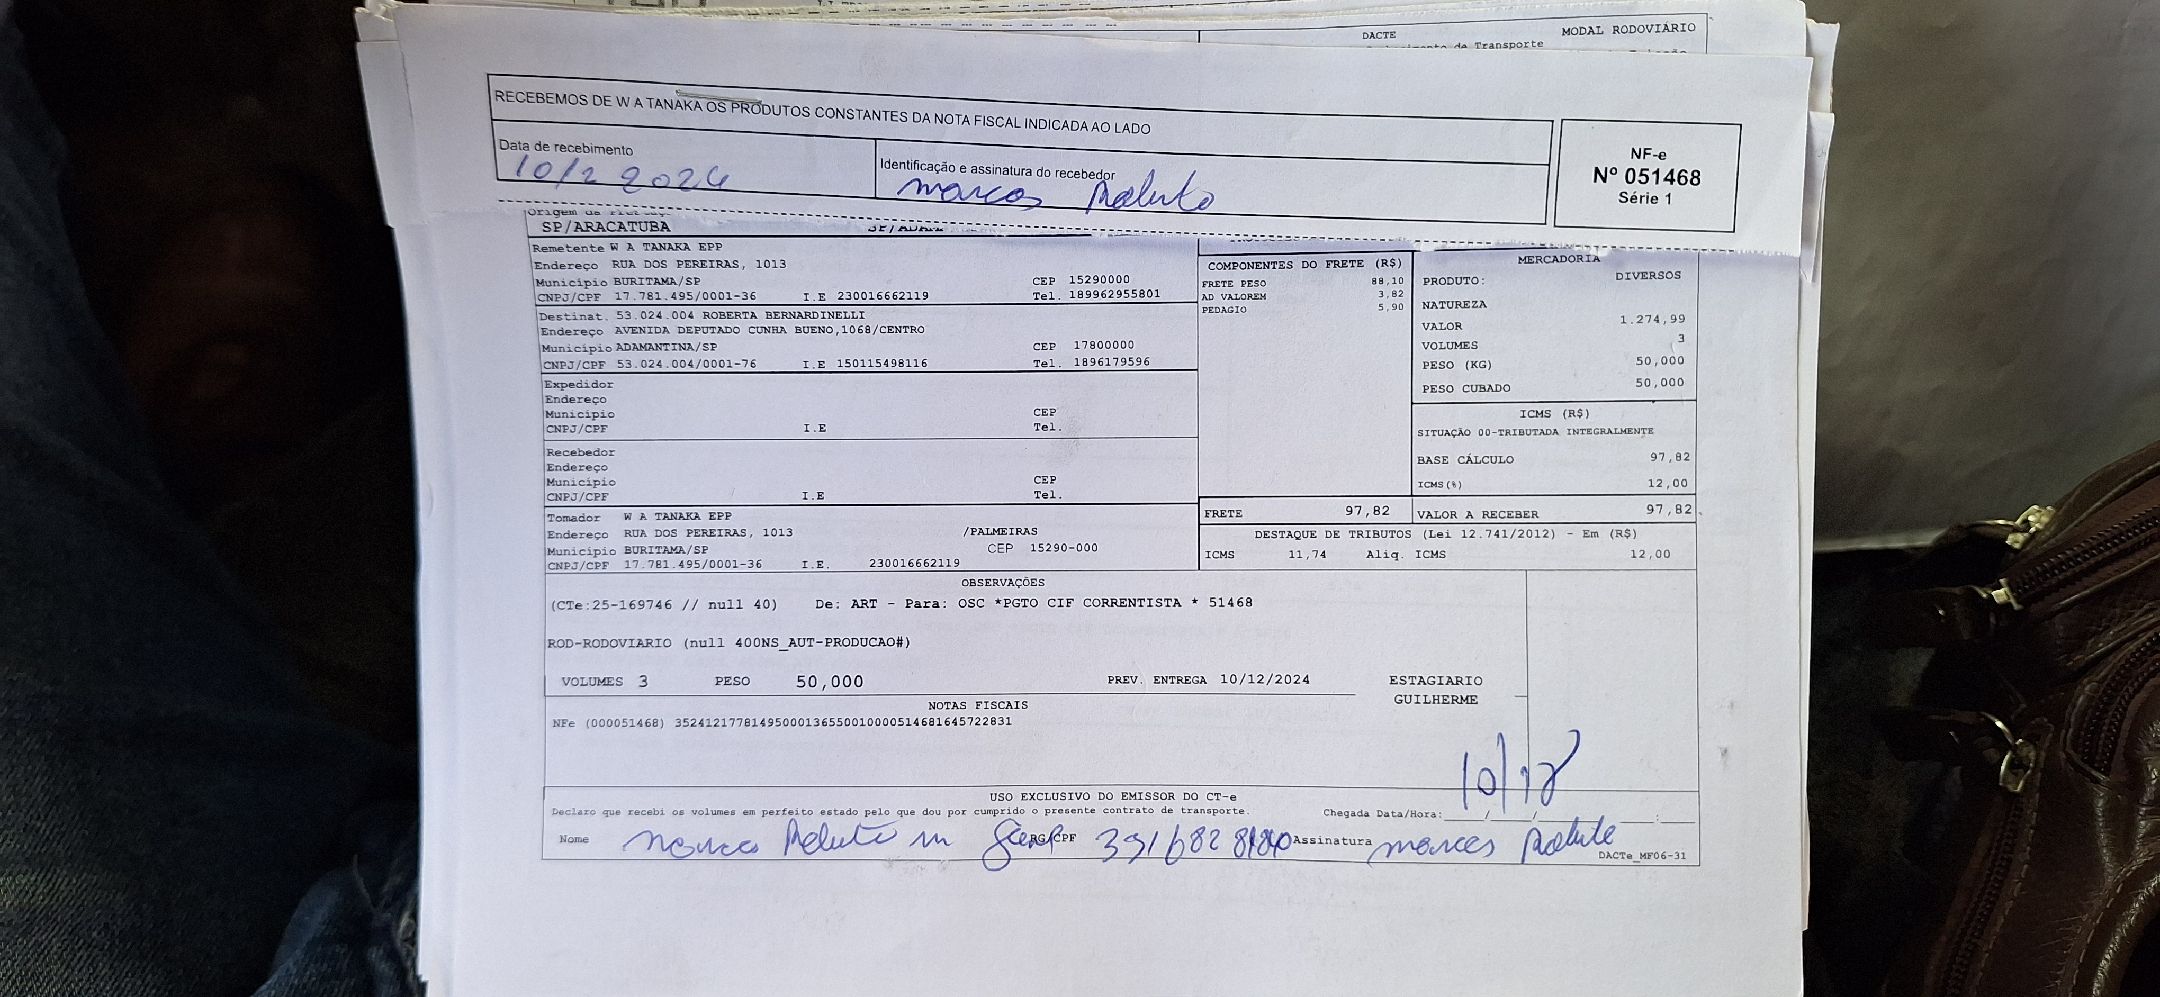 DACTE
MODAL RODOVIÁRIO
de Transporte
RECEBEMOS DE W A TANAKA OS PRODUTOS CONSTANTES DA NOTA FISCAL INDICADA AO LADO
Data de recebimento
Identificação e assinatura do recebedor
marcos
NF-e
Nº 051468
Série 1
SP/ARACATUBA
Remetente W A TANAKA EPP
Endereço RUA DOS PEREIRAS, 1013
Município BURITAMA/SP CEP 15290000
CNPJ/CPF 17.781.495/0001-36 I.E 230016662119 Tel. 189962955801
Destinat. 53.024.004 ROBERTA BERNARDINELLI
Endereço AVENIDA DEPUTADO CUNHA BUENO,1068/CENTRO
Município ADAMANTINA/SP CEP 17800000
CNPJ/CPF 53.024.004/0001-76 I.E 150115498116 Tel. 1896179596
Expedidor
Endereço
Município CEP
CNPJ/CPF I.E Tel.
Recebedor
Endereço
Município CEP
CNPJ/CPF I.E Tel.
Tomador W A TANAKA EPP
Endereço RUA DOS PEREIRAS, 1013 /PALMEIRAS
Município BURITAMA/SP CEP 15290-000
CNPJ/CPF 17.781.495/0001-36 I.E. 230016662119
COMPONENTES DO FRETE (R$)
FRETE PESO 88,10
AD VALOREM 3,82
PEDAGIO 5,90
FRETE 97,82
MERCADORIA
PRODUTO: DIVERSOS
NATUREZA
VALOR 1.274,99
VOLUMES 3
PESO (KG) 50,000
PESO CUBADO 50,000
ICMS (R$)
SITUAÇÃO 00-TRIBUTADA INTEGRALMENTE
BASE CÁLCULO 97,82
ICMS(%) 12,00
VALOR A RECEBER 97,82
DESTAQUE DE TRIBUTOS (Lei 12.741/2012) - Em (R$)
ICMS 11,74 Aliq. ICMS 12,00
OBSERVAÇÕES
(CTe:25-169746 // null 40) De: ART - Para: OSC *PGTO CIF CORRENTISTA * 51468
ROD-RODOVIARIO (null 400NS_AUT-PRODUCAO#)
VOLUMES 3 PESO 50,000 PREV. ENTREGA 10/12/2024
ESTAGIARIO
GUILHERME
NOTAS FISCAIS
NFe (000051468) 35241217781495000136550010000514681645722831
10/12
USO EXCLUSIVO DO EMISSOR DO CT-e
Declaro que recebi os volumes em perfeito estado pelo que dou por cumprido o presente contrato de transporte.
Chegada Data/Hora:____/____/____ ____:____
Nome RG/CPF Assinatura marcos
DACTe_MF06-31